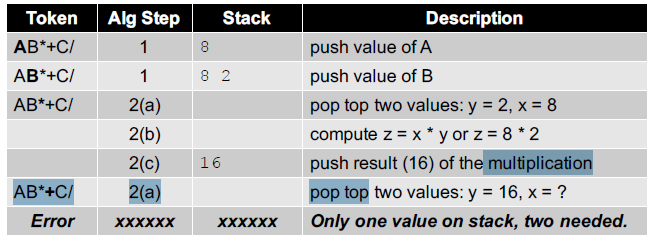 Token Alg Step Stack Description
AB*+C/ 1 8 push value of A
AB*+C/ 1 8 2 push value of B
AB*+C/ 2(a) pop top two values: y = 2, x = 8
2(b) compute z = x * y or z = 8 * 2
2(c) 16 push result (16) of the multiplication
AB*+C/ 2(a) pop top two values: y = 16, x = ?
Error xxxxxx xxxxxx Only one value on stack, two needed.